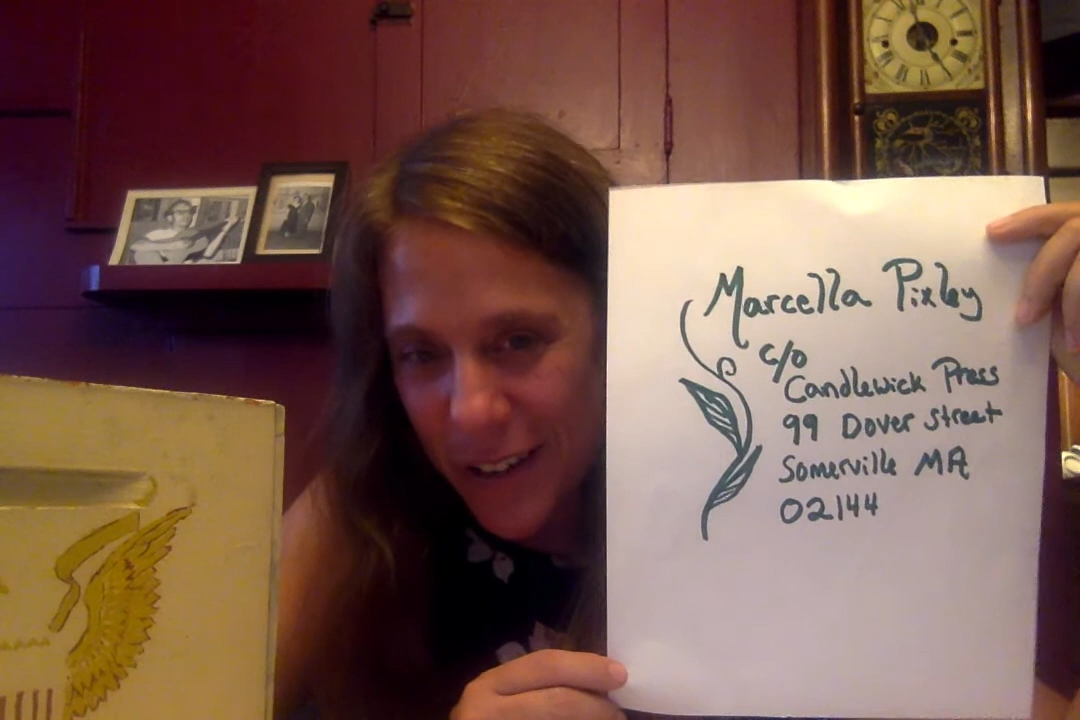 Marcella Pixley
c/o
Candlewick Press
99 Dover Street
Somerville MA
02144